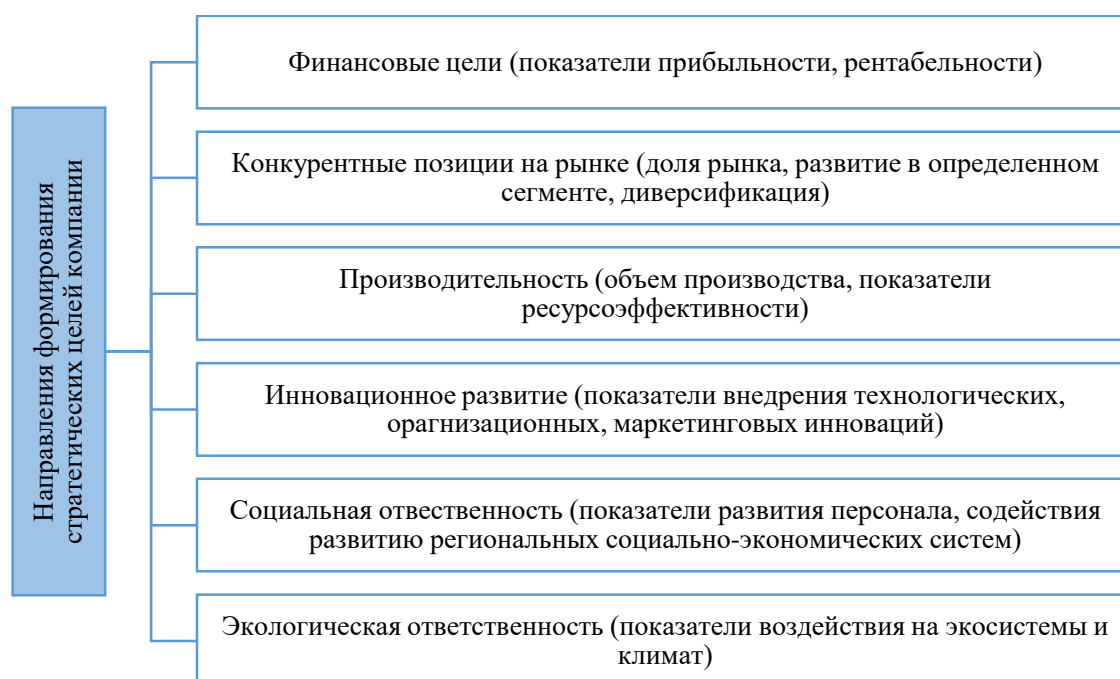 Направления формирования
стратегических целей компании
Финансовые цели (показатели прибыльности, рентабельности)
Конкурентные позиции на рынке (доля рынка, развитие в определенном
сегменте, диверсификация)
Производительность (объем производства, показатели
ресурсоэффективности)
Инновационное развитие (показатели внедрения технологических,
орагнизационных, маркетинговых инноваций)
Социальная отвественность (показатели развития персонала, содействия
развитию региональных социально-экономических систем)
Экологическая ответственность (показатели воздействия на экосистемы и
климат)